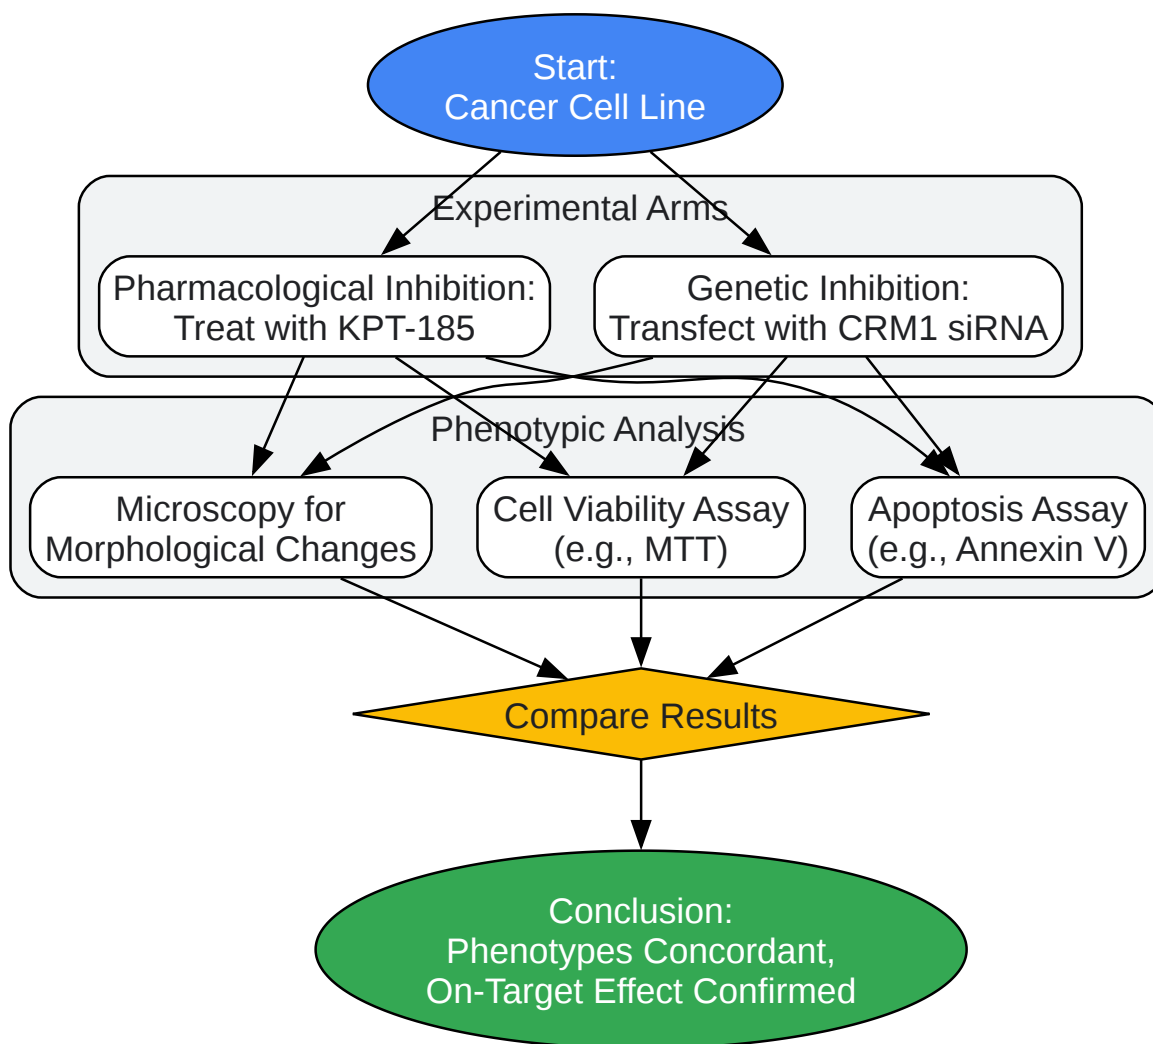 Start:
Cancer Cell Line
Experimental Arms
Pharmacological Inhibition:
Treat with KPT-185
Genetic Inhibition:
Transfect with CRM1 siRNA
Phenotypic Analysis
Microscopy for
Morphological Changes
Cell Viability Assay
(e.g., MTT)
Apoptosis Assay
(e.g., Annexin V)
Compare Results
Conclusion:
Phenotypes Concordant,
On-Target Effect Confirmed